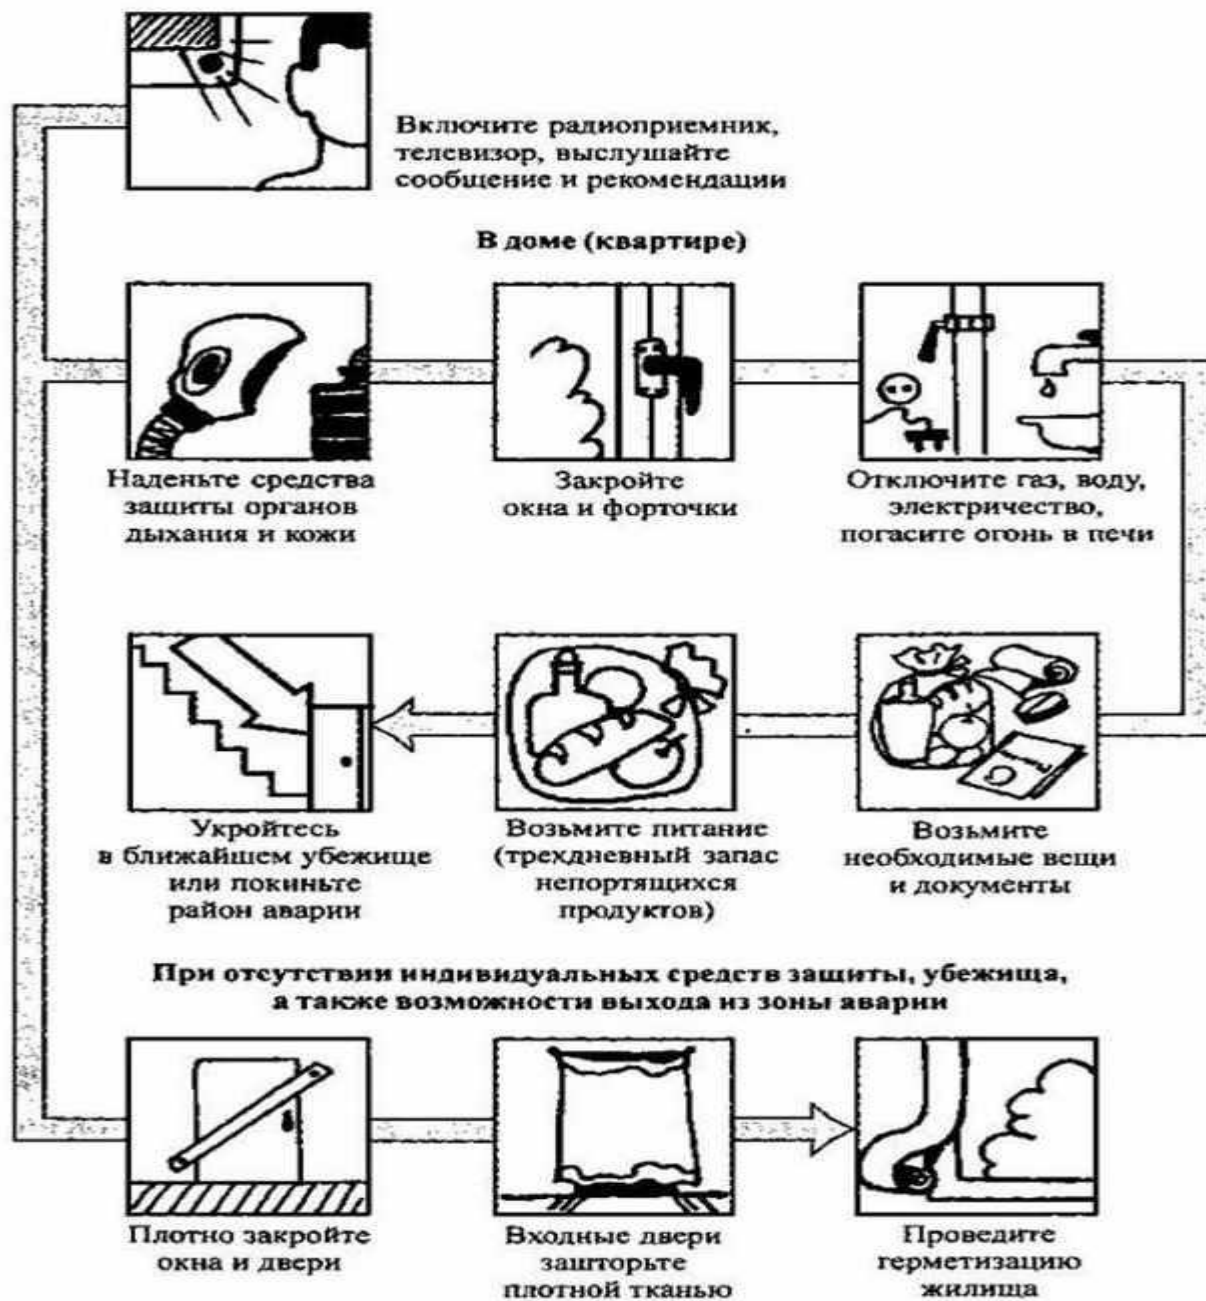 Включите радиоприемник,
телевизор, выслушайте
сообщение и рекомендации
В доме (квартире)
Наденьте средства
защиты органов
дыхания и кожи
Закройте
окна и форточки
Отключите газ, воду,
электричество,
погасите огонь в печи
Укройтесь
в ближайшем убежище
или покиньте
район аварии
Возьмите питание
(трехдневный запас
непортящихся
продуктов)
Возьмите
необходимые вещи
и документы
При отсутствии индивидуальных средств защиты, убежища,
а также возможности выхода из зоны аварии
Плотно закройте
окна и двери
Входные двери
зашторьте
плотной тканью
Проведите
герметизацию
жилища